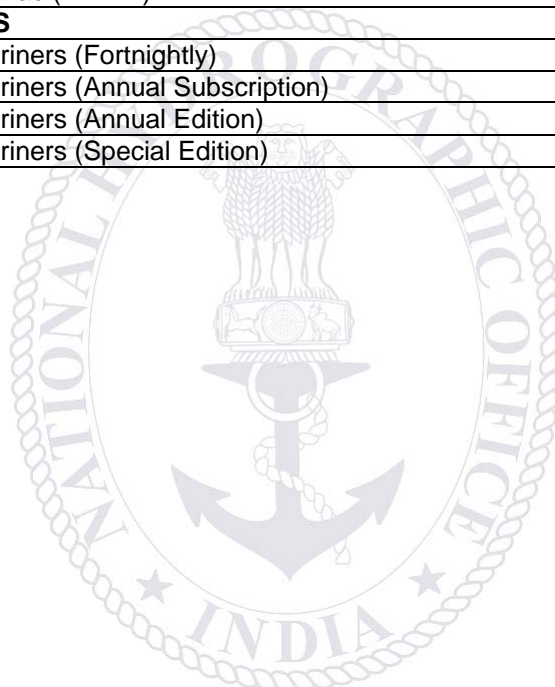 S
riners (Fortnightly)
riners (Annual Subscription)
riners (Annual Edition)
riners (Special Edition)
NATIONAL HYDROGRAPHIC OFFICE
INDIA